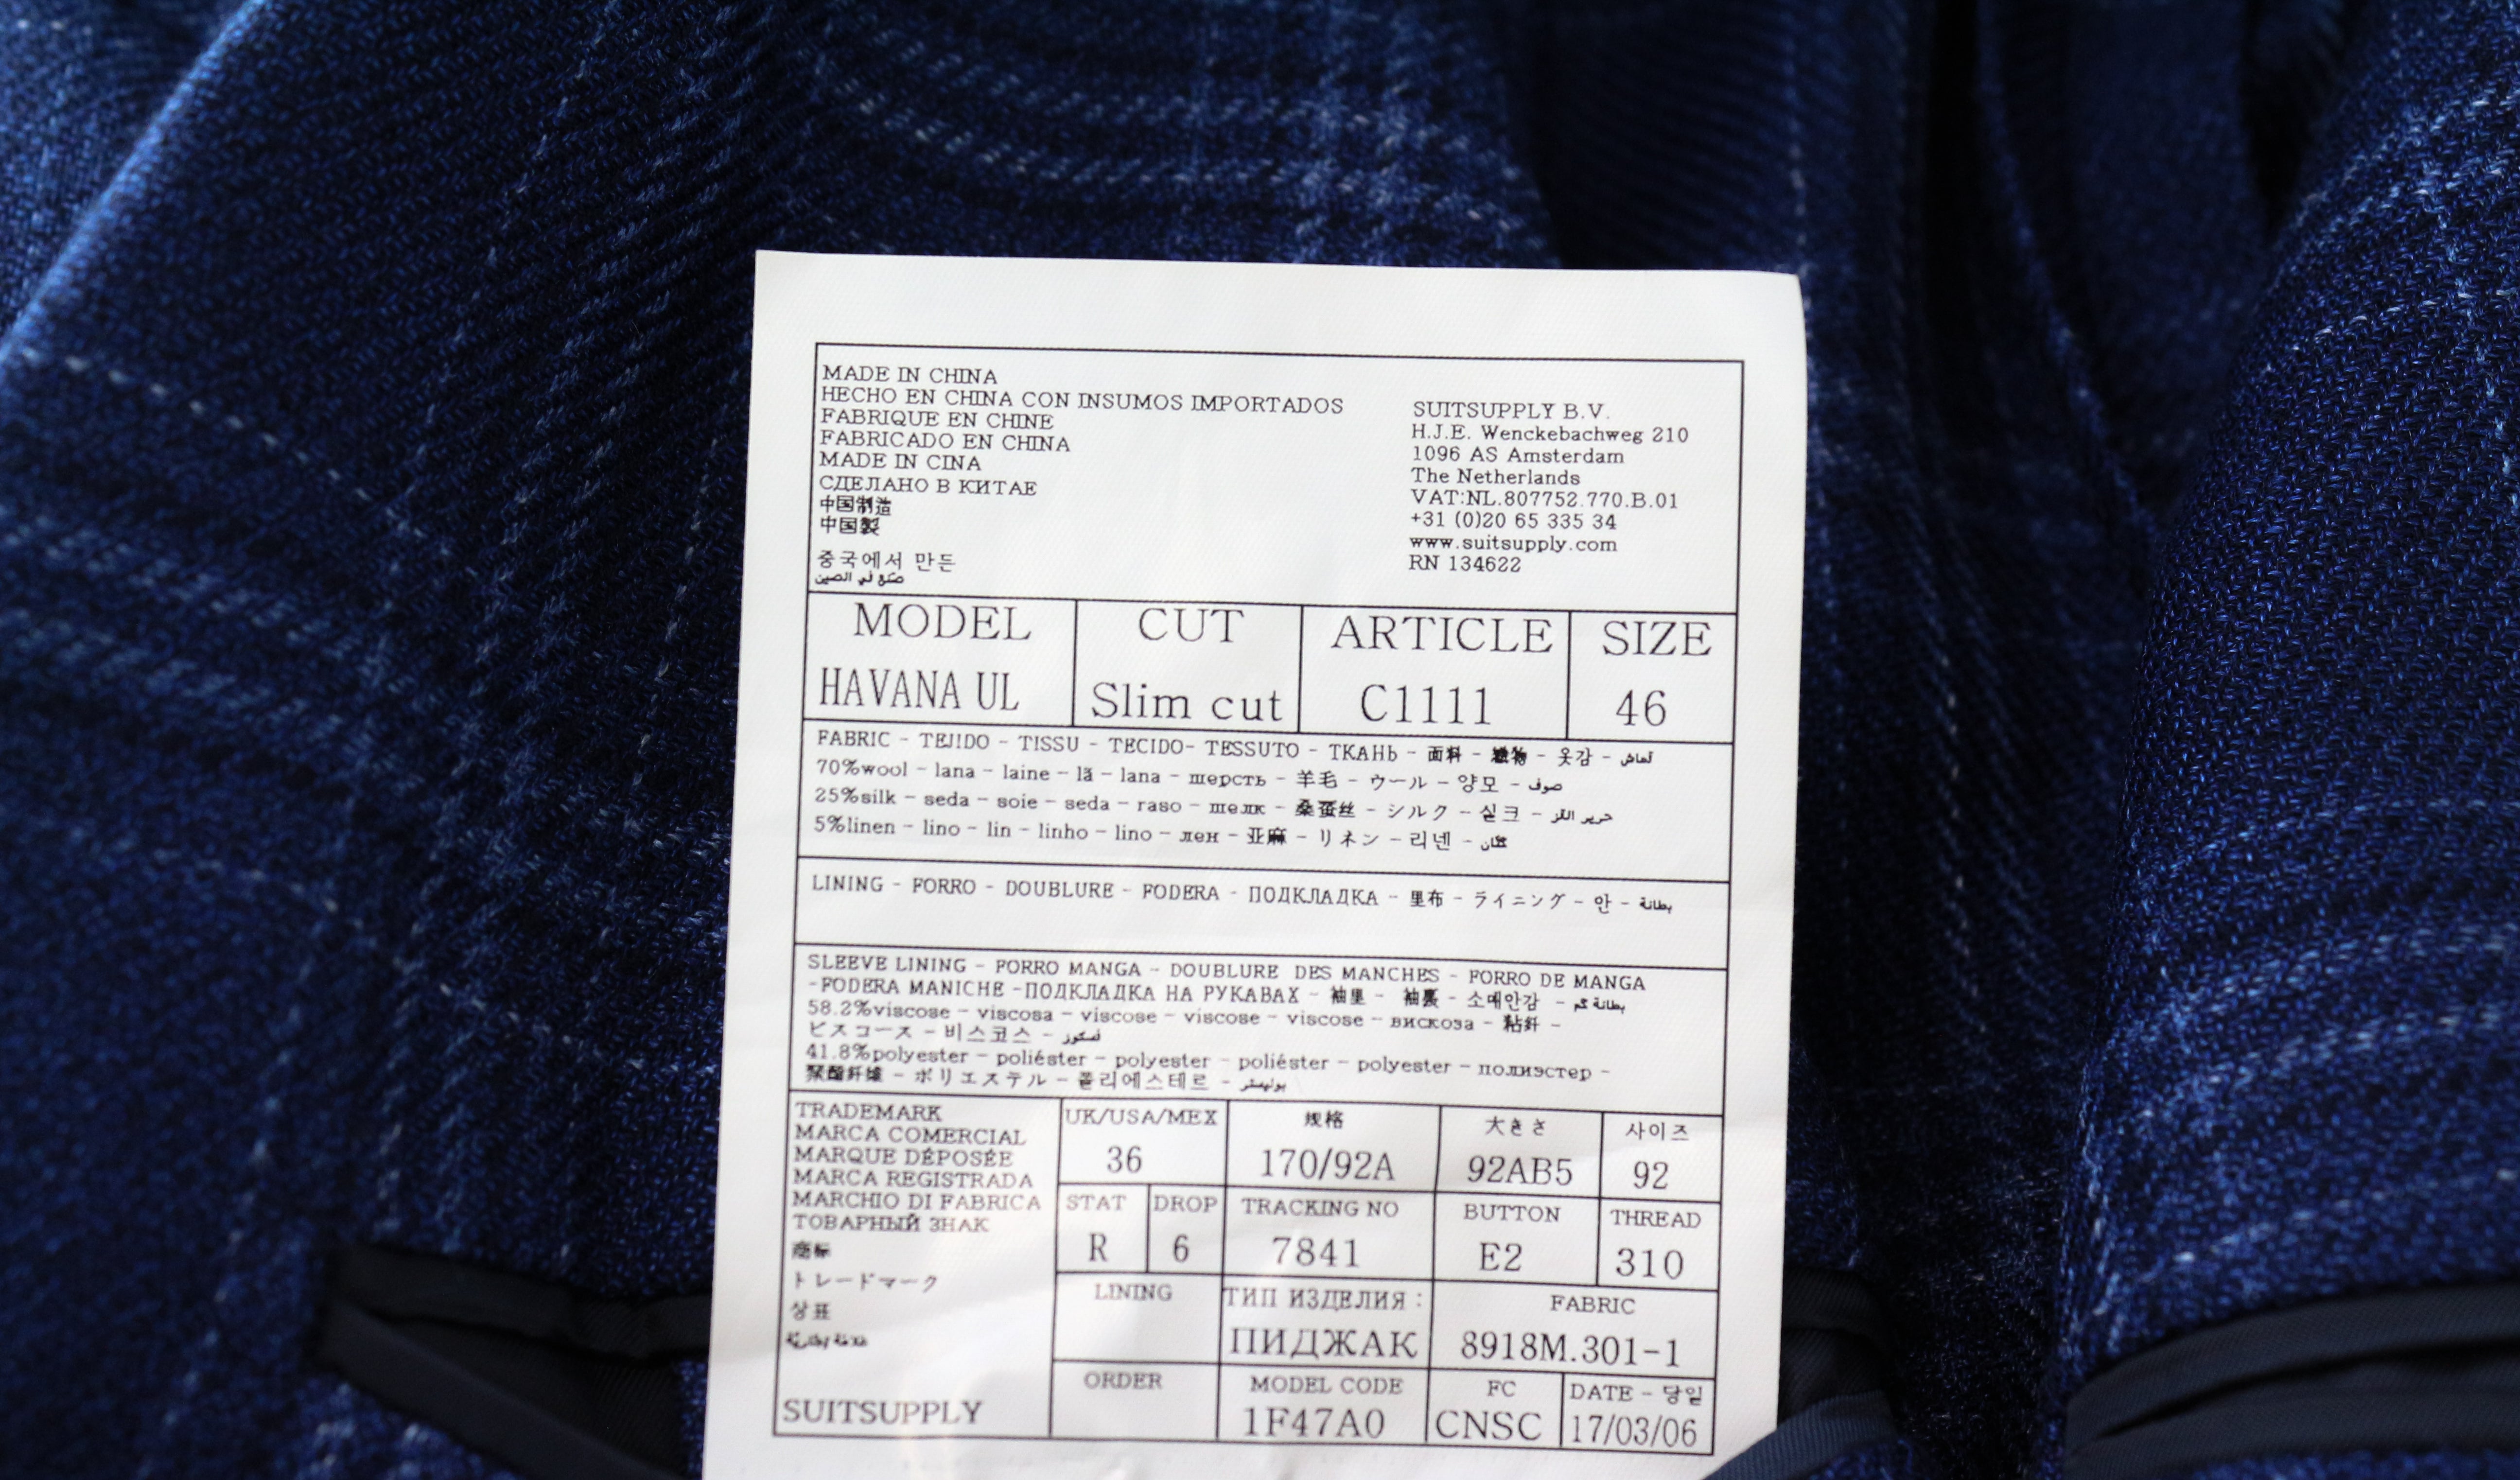 MADE IN CHINA
HECHO EN CHINA CON INSUMOS IMPORTADOS
FABRIQUE EN CHINE
FABRICADO EN CHINA
MADE IN CINA
СДЕЛАНО В КИТАЕ
中国制造
中国製
중국에서 만든
صنع في الصين
SUITSUPPLY B.V.
H.J.E. Wenckebachweg 210
1096 AS Amsterdam
The Netherlands
VAT:NL.807752.770.B.01
+31 (0)20 65 335 34
www.suitsupply.com
RN 134622
MODEL CUT ARTICLE SIZE
HAVANA UL Slim cut C1111 46
FABRIC - TEJIDO - TISSU - TECIDO- TESSUTO - ТКАНЬ - 面料 - 織物 - 옷감 - قماش
70%wool - lana - laine - lã - lana - шерсть - 羊毛 - ウール - 양모 - صوف
25%silk - seda - soie - seda - raso - шелк - 桑蚕丝 - シルク - 실크 - حرير القز
5%linen - lino - lin - linho - lino - лен - 亚麻 - リネン - 리넨 - كتان
LINING - FORRO - DOUBLURE - FODERA - ПОДКЛАДКА - 里布 - ライニング - 안 - بطانة
SLEEVE LINING - FORRO MANGA - DOUBLURE DES MANCHES - FORRO DE MANGA
-FODERA MANICHE -ПОДКЛАДКА НА РУКАВАХ - 袖里 - 袖裏 - 소매안감 - بطانة كم
58.2%viscose - viscosa - viscose - viscose - viscose - вискоза - 粘纤 -
ビスコース - 비스코스 - فسكوز
41.8%polyester - poliéster - polyester - poliéster - polyester - полиэстер -
聚酯纤维 - ポリエステル - 폴리에스테르 - بوليستر
TRADEMARK
MARCA COMERCIAL
MARQUE DÉPOSÉE
MARCA REGISTRADA
MARCHIO DI FABRICA
ТОВАРНЫЙ ЗНАК
商标
トレードマーク
상표
SUITSUPPLY
UK/USA/MEX 规格 大きさ 사이즈
36 170/92A 92AB5 92
STAT DROP TRACKING NO BUTTON THREAD
R 6 7841 E2 310
LINING ТИП ИЗДЕЛИЯ : FABRIC
ПИДЖАК 8918M.301-1
ORDER MODEL CODE FC DATE - 당일
1F47A0 CNSC 17/03/06